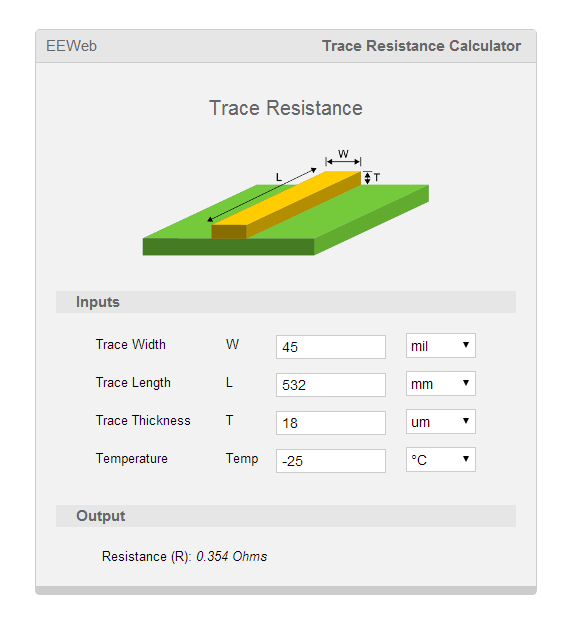 EEWeb Trace Resistance Calculator
Trace Resistance
W
L
T
Inputs
Trace Width W 45 mil
Trace Length L 532 mm
Trace Thickness T 18 um
Temperature Temp -25 °C
Output
Resistance (R): 0.354 Ohms